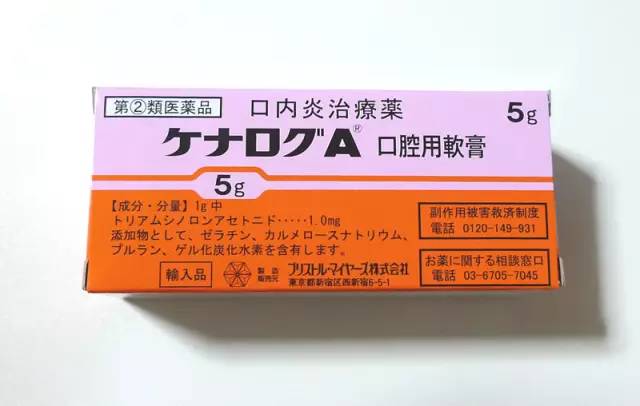 第②類医薬品
口内炎治療薬
5g
ケナログA® 口腔用軟膏
5g
【成分・分量】1g中
トリアムシノロンアセトニド・・・・・1.0mg
添加物として、ゼラチン、カルメロースナトリウム、
プルラン、ゲル化炭化水素を含有します。
副作用被害救済制度
電話 0120-149-931
輸入品
製造
販売元
ブリストル・マイヤーズ株式会社
東京都新宿区西新宿6-5-1
お薬に関する相談窓口
電話 03-6705-7045